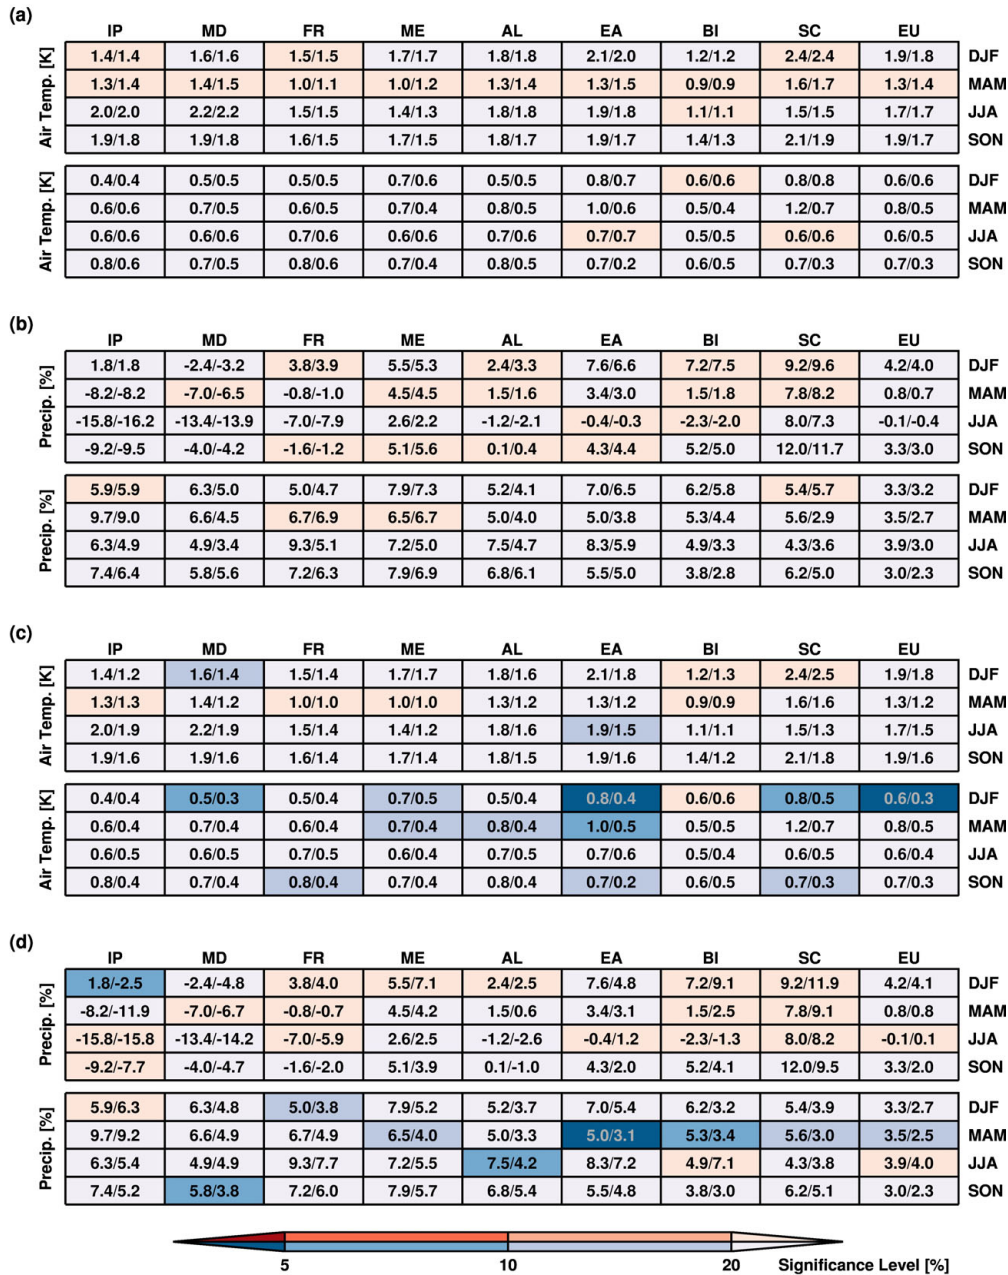 (a)
IP MD FR ME AL EA BI SC EU
Air Temp. [K]
1.4/1.4 1.6/1.6 1.5/1.5 1.7/1.7 1.8/1.8 2.1/2.0 1.2/1.2 2.4/2.4 1.9/1.8 DJF
1.3/1.4 1.4/1.5 1.0/1.1 1.0/1.2 1.3/1.4 1.3/1.5 0.9/0.9 1.6/1.7 1.3/1.4 MAM
2.0/2.0 2.2/2.2 1.5/1.5 1.4/1.3 1.8/1.8 1.9/1.8 1.1/1.1 1.5/1.5 1.7/1.7 JJA
1.9/1.8 1.9/1.8 1.6/1.5 1.7/1.5 1.8/1.7 1.9/1.7 1.4/1.3 2.1/1.9 1.9/1.7 SON
Air Temp. [K]
0.4/0.4 0.5/0.5 0.5/0.5 0.7/0.6 0.5/0.5 0.8/0.7 0.6/0.6 0.8/0.8 0.6/0.6 DJF
0.6/0.6 0.7/0.5 0.6/0.5 0.7/0.4 0.8/0.5 1.0/0.6 0.5/0.4 1.2/0.7 0.8/0.5 MAM
0.6/0.6 0.6/0.6 0.7/0.6 0.6/0.6 0.7/0.6 0.7/0.7 0.5/0.5 0.6/0.6 0.6/0.5 JJA
0.8/0.6 0.7/0.5 0.8/0.6 0.7/0.4 0.8/0.5 0.7/0.2 0.6/0.5 0.7/0.3 0.7/0.3 SON
(b)
IP MD FR ME AL EA BI SC EU
Precip. [%]
1.8/1.8 -2.4/-3.2 3.8/3.9 5.5/5.3 2.4/3.3 7.6/6.6 7.2/7.5 9.2/9.6 4.2/4.0 DJF
-8.2/-8.2 -7.0/-6.5 -0.8/-1.0 4.5/4.5 1.5/1.6 3.4/3.0 1.5/1.8 7.8/8.2 0.8/0.7 MAM
-15.8/-16.2 -13.4/-13.9 -7.0/-7.9 2.6/2.2 -1.2/-2.1 -0.4/-0.3 -2.3/-2.0 8.0/7.3 -0.1/-0.4 JJA
-9.2/-9.5 -4.0/-4.2 -1.6/-1.2 5.1/5.6 0.1/0.4 4.3/4.4 5.2/5.0 12.0/11.7 3.3/3.0 SON
Precip. [%]
5.9/5.9 6.3/5.0 5.0/4.7 7.9/7.3 5.2/4.1 7.0/6.5 6.2/5.8 5.4/5.7 3.3/3.2 DJF
9.7/9.0 6.6/4.5 6.7/6.9 6.5/6.7 5.0/4.0 5.0/3.8 5.3/4.4 5.6/2.9 3.5/2.7 MAM
6.3/4.9 4.9/3.4 9.3/5.1 7.2/5.0 7.5/4.7 8.3/5.9 4.9/3.3 4.3/3.6 3.9/3.0 JJA
7.4/6.4 5.8/5.6 7.2/6.3 7.9/6.9 6.8/6.1 5.5/5.0 3.8/2.8 6.2/5.0 3.0/2.3 SON
(c)
IP MD FR ME AL EA BI SC EU
Air Temp. [K]
1.4/1.2 1.6/1.4 1.5/1.4 1.7/1.7 1.8/1.6 2.1/1.8 1.2/1.3 2.4/2.5 1.9/1.8 DJF
1.3/1.3 1.4/1.2 1.0/1.0 1.0/1.0 1.3/1.2 1.3/1.2 0.9/0.9 1.6/1.6 1.3/1.2 MAM
2.0/1.9 2.2/1.9 1.5/1.4 1.4/1.2 1.8/1.6 1.9/1.5 1.1/1.1 1.5/1.3 1.7/1.5 JJA
1.9/1.6 1.9/1.6 1.6/1.4 1.7/1.4 1.8/1.5 1.9/1.6 1.4/1.2 2.1/1.8 1.9/1.6 SON
Air Temp. [K]
0.4/0.4 0.5/0.3 0.5/0.4 0.7/0.5 0.5/0.4 0.8/0.4 0.6/0.6 0.8/0.5 0.6/0.3 DJF
0.6/0.4 0.7/0.4 0.6/0.4 0.7/0.4 0.8/0.4 1.0/0.5 0.5/0.5 1.2/0.7 0.8/0.5 MAM
0.6/0.5 0.6/0.5 0.7/0.5 0.6/0.4 0.7/0.5 0.7/0.6 0.5/0.4 0.6/0.5 0.6/0.4 JJA
0.8/0.4 0.7/0.4 0.8/0.4 0.7/0.4 0.8/0.4 0.7/0.2 0.6/0.5 0.7/0.3 0.7/0.3 SON
(d)
IP MD FR ME AL EA BI SC EU
Precip. [%]
1.8/-2.5 -2.4/-4.8 3.8/4.0 5.5/7.1 2.4/2.5 7.6/4.8 7.2/9.1 9.2/11.9 4.2/4.1 DJF
-8.2/-11.9 -7.0/-6.7 -0.8/-0.7 4.5/4.2 1.5/0.6 3.4/3.1 1.5/2.5 7.8/9.1 0.8/0.8 MAM
-15.8/-15.8 -13.4/-14.2 -7.0/-5.9 2.6/2.5 -1.2/-2.6 -0.4/1.2 -2.3/-1.3 8.0/8.2 -0.1/0.1 JJA
-9.2/-7.7 -4.0/-4.7 -1.6/-2.0 5.1/3.9 0.1/-1.0 4.3/2.0 5.2/4.1 12.0/9.5 3.3/2.0 SON
Precip. [%]
5.9/6.3 6.3/4.8 5.0/3.8 7.9/5.2 5.2/3.7 7.0/5.4 6.2/3.2 5.4/3.9 3.3/2.7 DJF
9.7/9.2 6.6/4.9 6.7/4.9 6.5/4.0 5.0/3.3 5.0/3.1 5.3/3.4 5.6/3.0 3.5/2.5 MAM
6.3/5.4 4.9/4.9 9.3/7.7 7.2/5.5 7.5/4.2 8.3/7.2 4.9/7.1 4.3/3.8 3.9/4.0 JJA
7.4/5.2 5.8/3.8 7.2/6.0 7.9/5.7 6.8/5.4 5.5/4.8 3.8/3.0 6.2/5.1 3.0/2.3 SON
5 10 20 Significance Level [%]